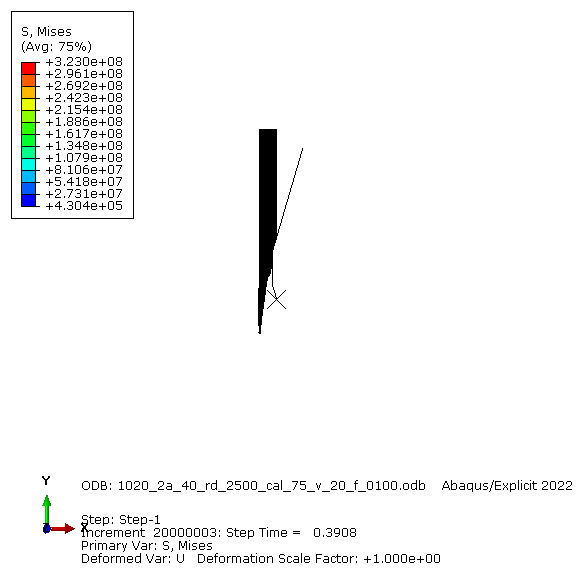 S, Mises
(Avg: 75%)
+3.230e+08
+2.961e+08
+2.692e+08
+2.423e+08
+2.154e+08
+1.886e+08
+1.617e+08
+1.348e+08
+1.079e+08
+8.106e+07
+5.418e+07
+2.731e+07
+4.304e+05
Y
ODB: 1020_2a_40_rd_2500_cal_75_v_20_f_0100.odb    Abaqus/Explicit 2022
Z X
Step: Step-1
Increment  20000003: Step Time =   0.3908
Primary Var: S, Mises
Deformed Var: U   Deformation Scale Factor: +1.000e+00